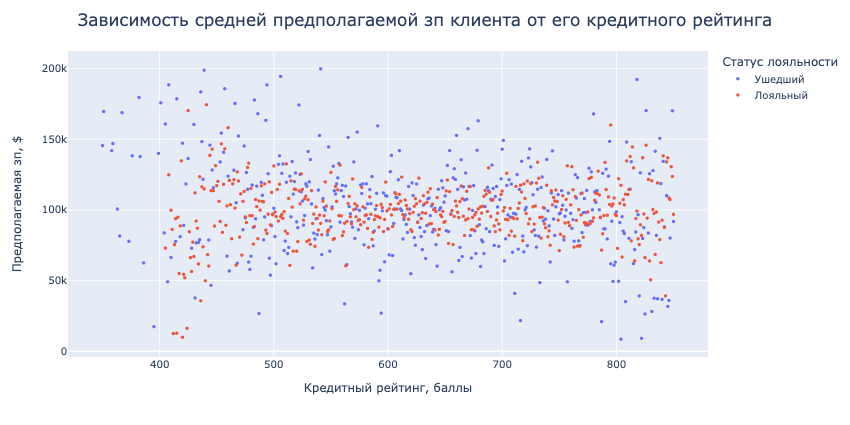 Зависимость средней предполагаемой зп клиента от его кредитного рейтинга
Статус лояльности
Ушедший
Лояльный
200k
150k
100k
50k
0
Предполагаемая зп, $
400
500
600
700
800
Кредитный рейтинг, баллы